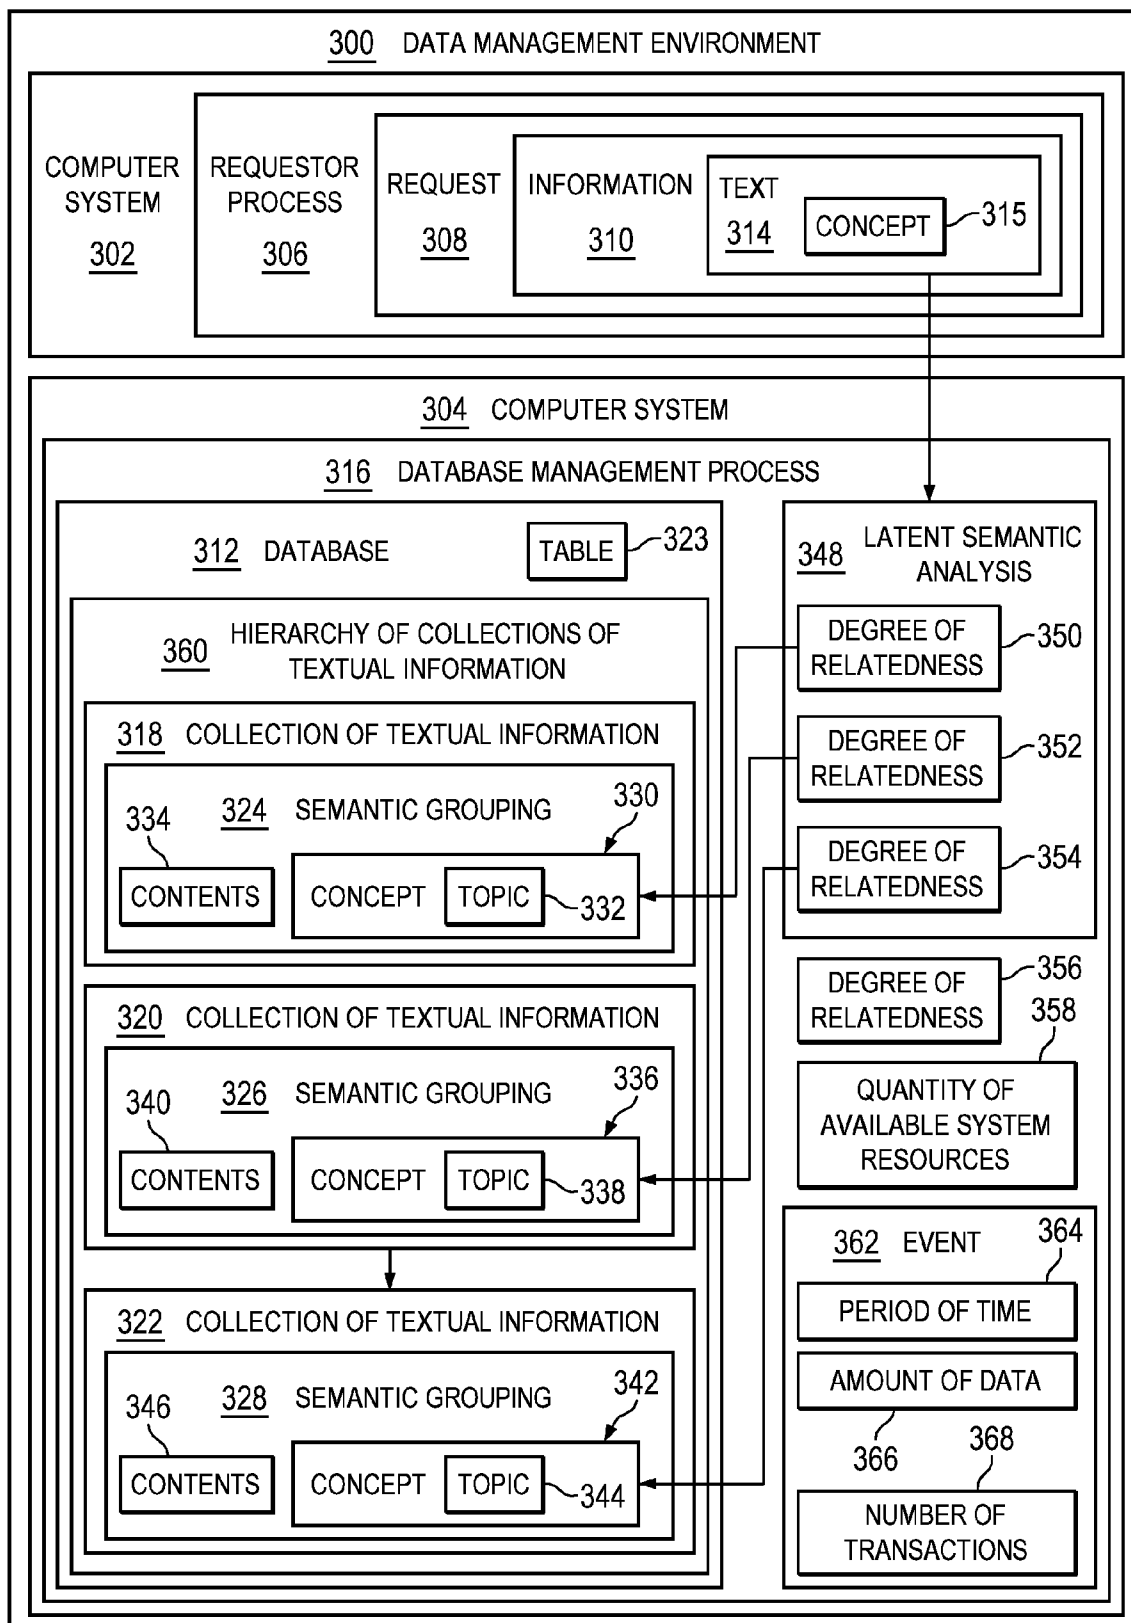 300 DATA MANAGEMENT ENVIRONMENT
COMPUTER
SYSTEM
302
REQUESTOR
PROCESS
306
REQUEST
308
INFORMATION
310
TEXT
314
CONCEPT
315
304 COMPUTER SYSTEM
316 DATABASE MANAGEMENT PROCESS
312 DATABASE
TABLE
323
360
HIERARCHY OF COLLECTIONS OF
TEXTUAL INFORMATION
318 COLLECTION OF TEXTUAL INFORMATION
324 SEMANTIC GROUPING
330
334
CONTENTS
CONCEPT
TOPIC
332
320 COLLECTION OF TEXTUAL INFORMATION
326 SEMANTIC GROUPING
336
340
CONTENTS
CONCEPT
TOPIC
338
322 COLLECTION OF TEXTUAL INFORMATION
328 SEMANTIC GROUPING
342
346
CONTENTS
CONCEPT
TOPIC
344
348
LATENT SEMANTIC
ANALYSIS
DEGREE OF
RELATEDNESS
350
DEGREE OF
RELATEDNESS
352
DEGREE OF
RELATEDNESS
354
DEGREE OF
RELATEDNESS
356
358
QUANTITY OF
AVAILABLE SYSTEM
RESOURCES
362 EVENT
364
PERIOD OF TIME
AMOUNT OF DATA
366
368
NUMBER OF
TRANSACTIONS